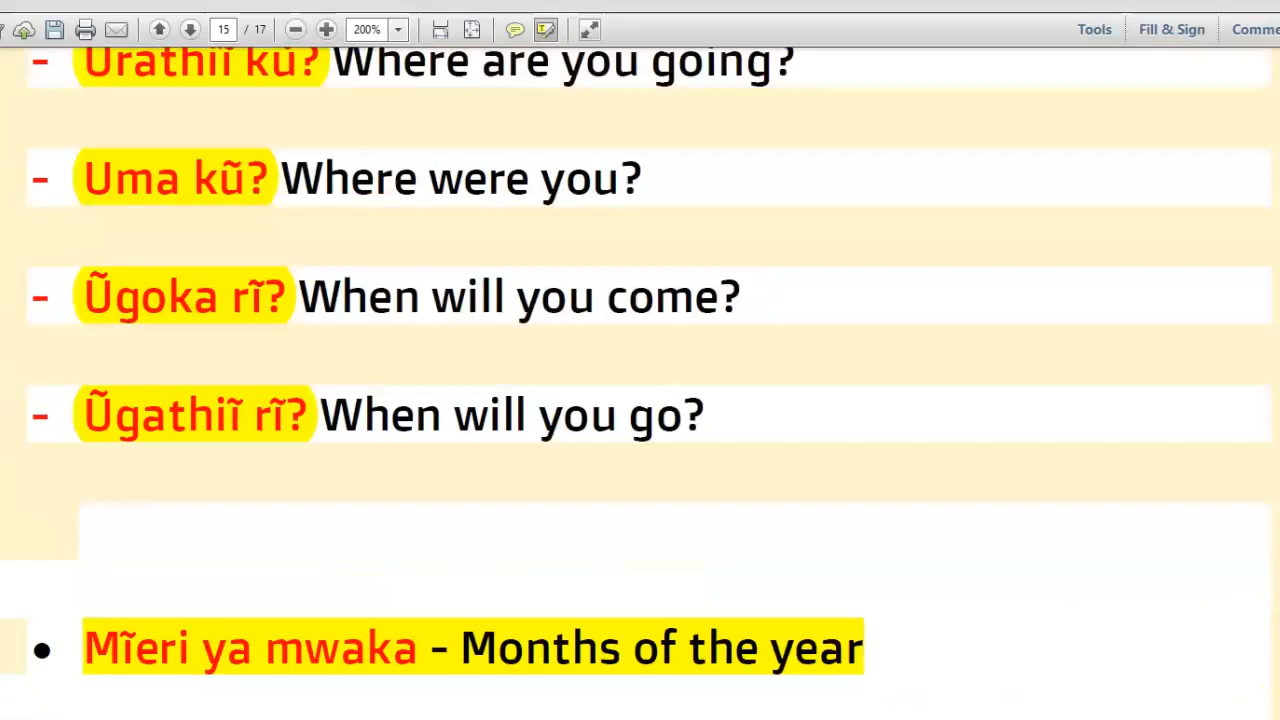 15 / 17 200% Tools Fill & Sign
- Ũrathiĩ kũ? Where are you going?
- Uma kũ? Where were you?
- Ũgoka rĩ? When will you come?
- Ũgathiĩ rĩ? When will you go?
• Mĩeri ya mwaka - Months of the year